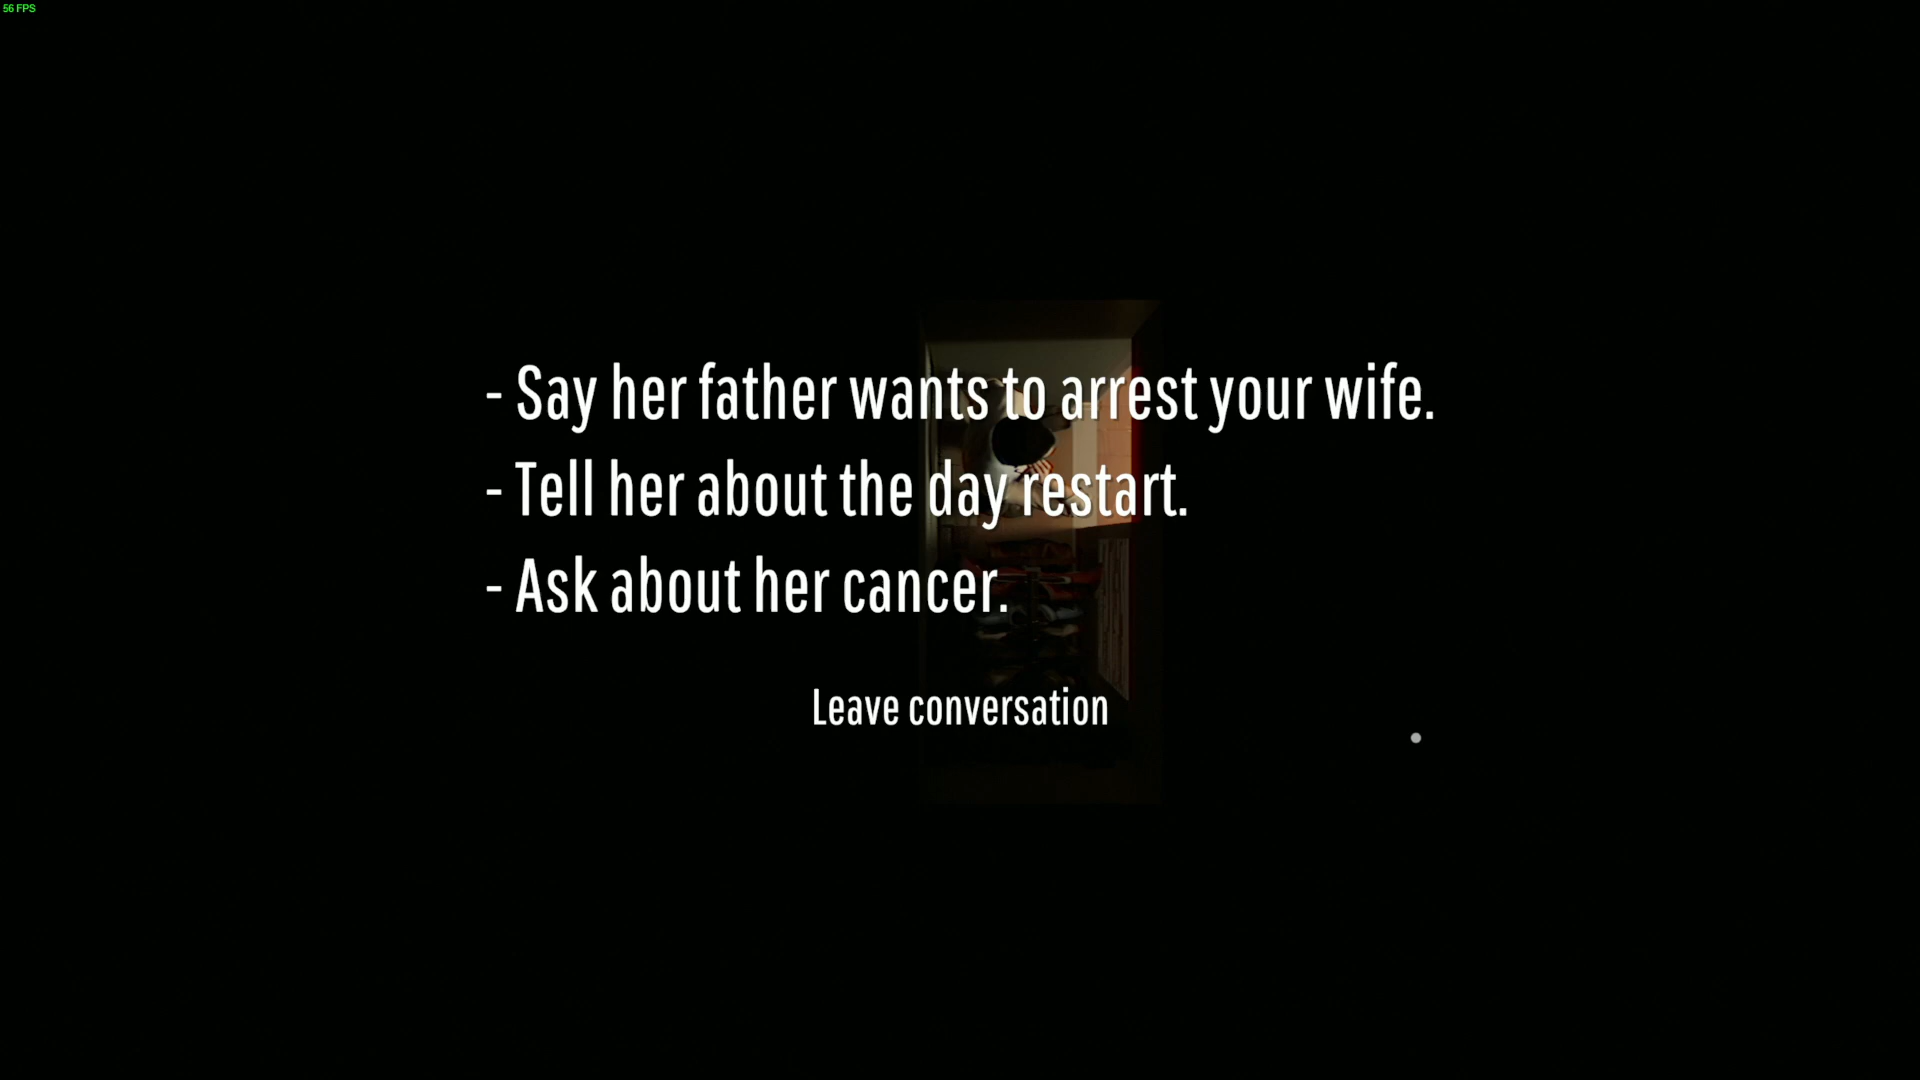 56 FPS
- Say her father wants to arrest your wife.
- Tell her about the day restart.
- Ask about her cancer.
Leave conversation